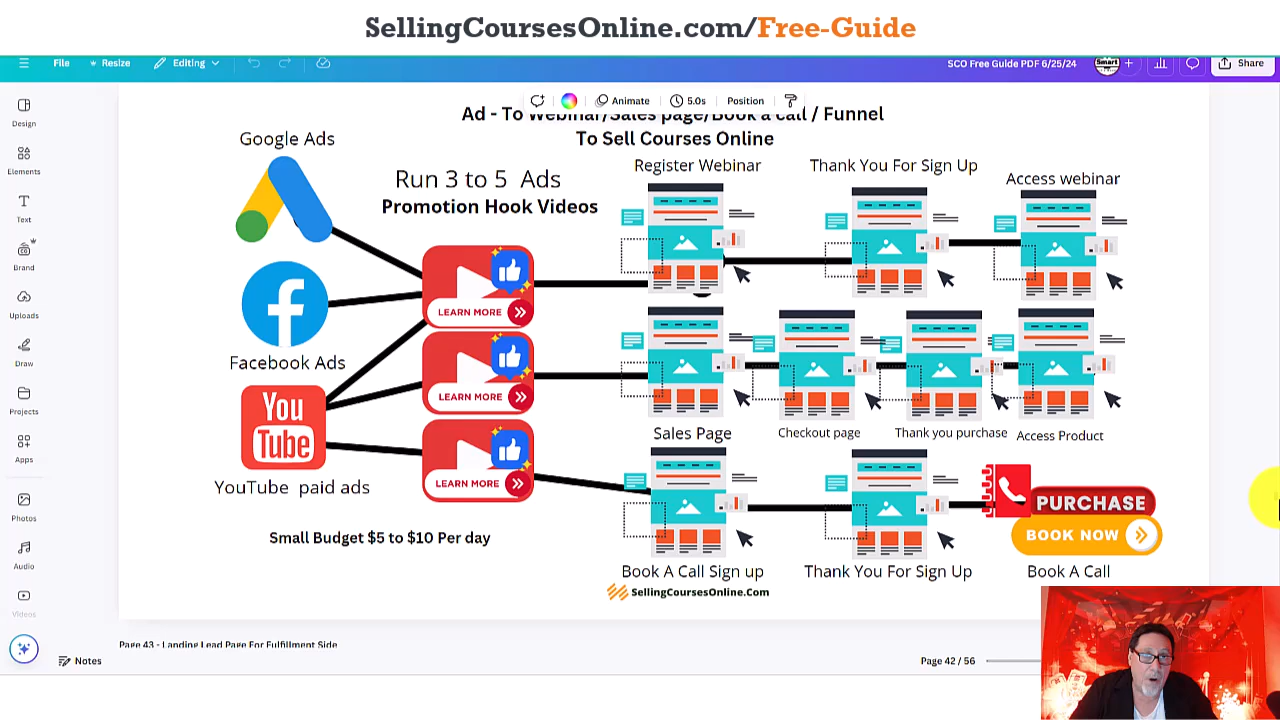 SellingCoursesOnline.com/Free-Guide
File
Resize
Editing
SCO Free Guide PDF 6/25/24
Smart
Share
Animate
5.0s
Position
Ad - To Webinar/Sales page/Book a call / Funnel
To Sell Courses Online
Design
Elements
Text
Brand
Uploads
Draw
Projects
Apps
Photos
Audio
Videos
Google Ads
Run 3 to 5 Ads
Promotion Hook Videos
Register Webinar
Thank You For Sign Up
Access webinar
LEARN MORE
Facebook Ads
LEARN MORE
You
Tube
Sales Page
Checkout page
Thank you purchase
Access Product
LEARN MORE
YouTube paid ads
PURCHASE
BOOK NOW
Small Budget $5 to $10 Per day
Book A Call Sign up
Thank You For Sign Up
Book A Call
SellingCoursesOnline.Com
Page 43 - Landing Lead Page For Fulfillment Side
Notes
Page 42 / 56